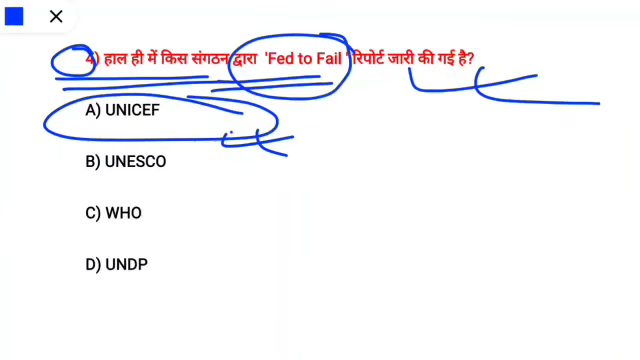 4) हाल ही में किस संगठन द्वारा 'Fed to Fail' रिपोर्ट जारी की गई है?
A) UNICEF
B) UNESCO
C) WHO
D) UNDP